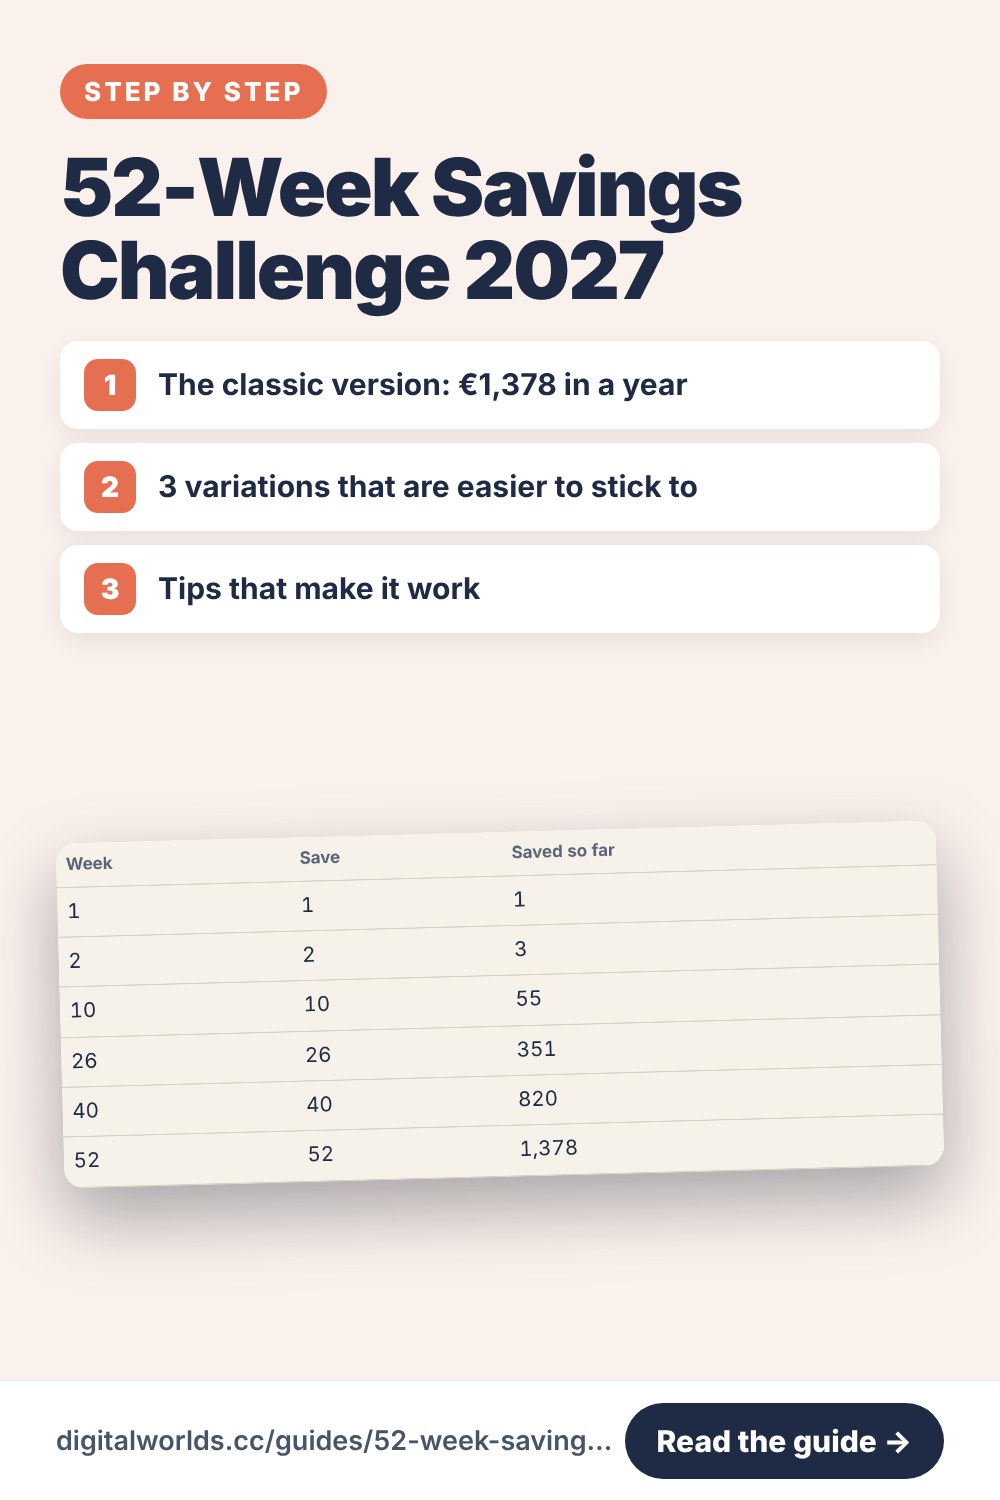 STEP BY STEP
52-Week Savings
Challenge 2027
1 The classic version: €1,378 in a year
2 3 variations that are easier to stick to
3 Tips that make it work
Week Save Saved so far
1 1 1
2 2 3
10 10 55
26 26 351
40 40 820
52 52 1,378
digitalworlds.cc/guides/52-week-saving... Read the guide →